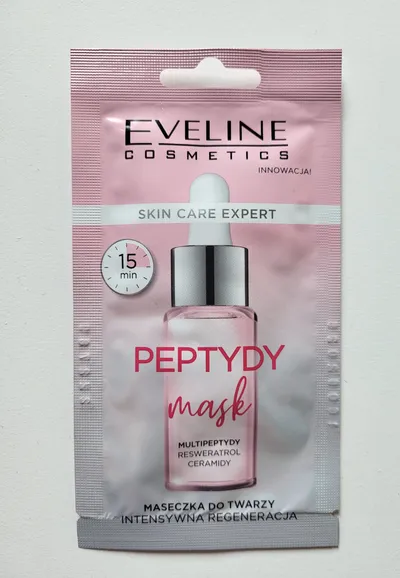 EVELINE
COSMETICS
INNOWACJA!
SKIN CARE EXPERT
15
min
PEPTYDY
mask
MULTIPEPTYDY
RESWERATROL
CERAMIDY
MASECZKA DO TWARZY
INTENSYWNA REGENERACJA